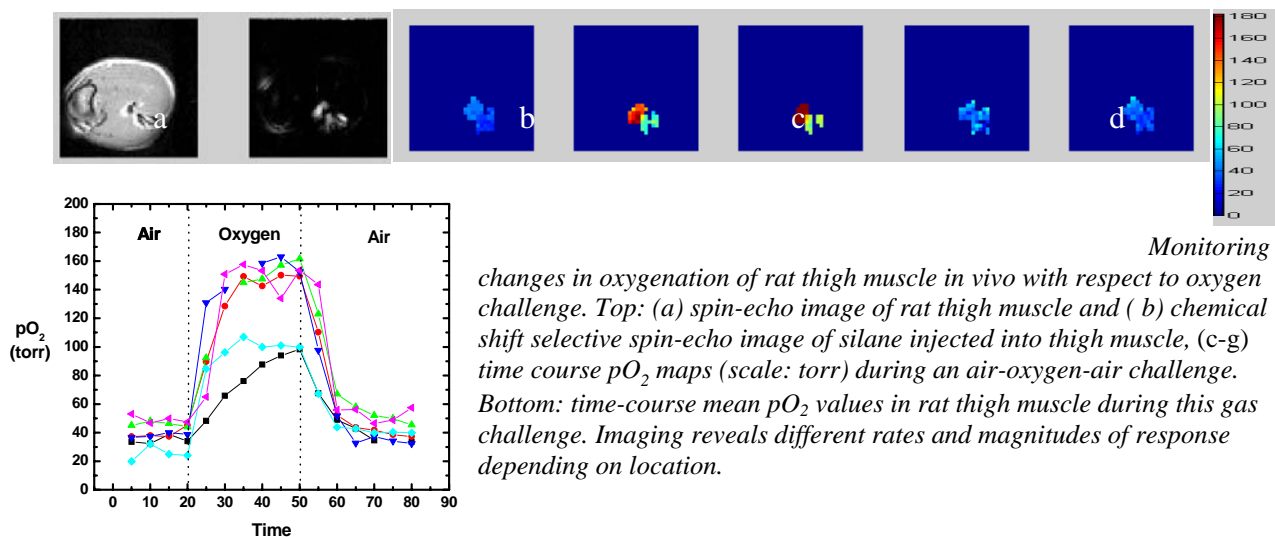 a
b
c
d
180
160
140
120
100
80
60
40
20
0
200
180
160
140
120
100
80
60
40
20
0
Air
Oxygen
Air
pO2
(torr)
0 10 20 30 40 50 60 70 80 90
Time
Monitoring
changes in oxygenation of rat thigh muscle in vivo with respect to oxygen
challenge. Top: (a) spin-echo image of rat thigh muscle and ( b) chemical
shift selective spin-echo image of silane injected into thigh muscle, (c-g)
time course pO2 maps (scale: torr) during an air-oxygen-air challenge.
Bottom: time-course mean pO2 values in rat thigh muscle during this gas
challenge. Imaging reveals different rates and magnitudes of response
depending on location.